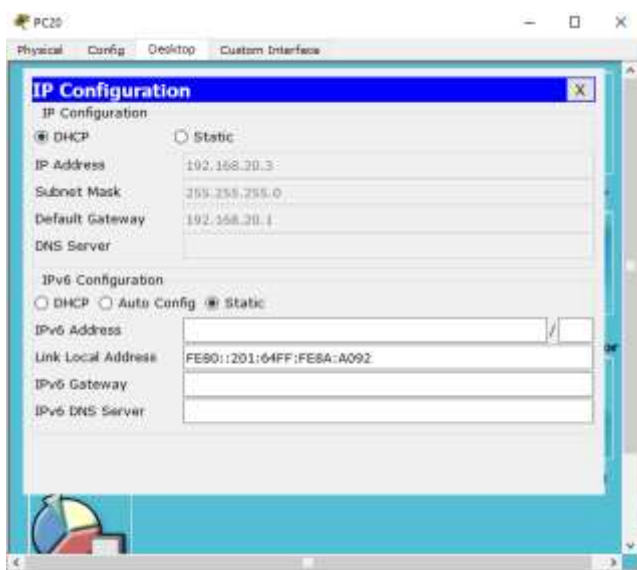 PC20
Physical Config Desktop Custom Interface
IP Configuration X
IP Configuration
DHCP Static
IP Address 192.168.20.3
Subnet Mask 255.255.255.0
Default Gateway 192.168.20.1
DNS Server
IPv6 Configuration
DHCP Auto Config Static
IPv6 Address /
Link Local Address FE80::201:64FF:FE8A:A092
IPv6 Gateway
IPv6 DNS Server
or